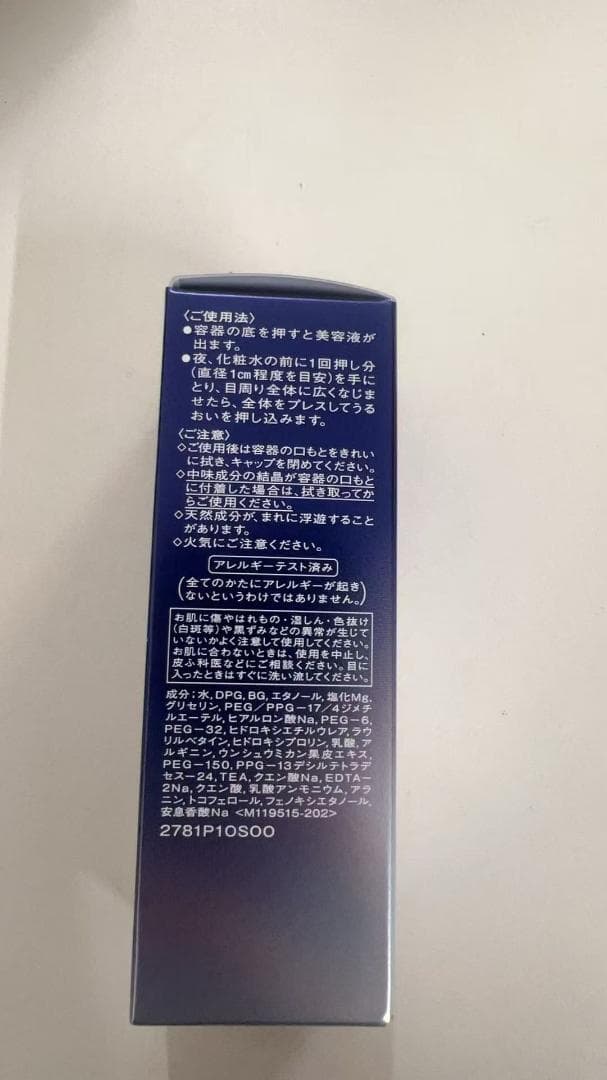 〈ご使用法〉
●容器の底を押すと美容液が
出ます。
●夜、化粧水の前に1回押し分
(直径1cm程度を目安)を手に
とり、目周り全体に広くなじま
せたら、全体をプレスしてうる
おいを押し込みます。
〈ご注意〉
◇ご使用後は容器の口もとをきれい
に拭き、キャップを閉めてください。
◇中味成分の結晶が容器の口もと
に付着した場合は、拭き取ってか
らご使用ください。
◇天然成分が、まれに浮遊すること
があります。
◇火気にご注意ください。
アレルギーテスト済み
(全てのかたにアレルギーが起き
ないというわけではありません。)
お肌に傷やはれもの・湿しん・色抜け
(白斑等)や黒ずみなどの異常が生じて
いないかよく注意して使用してください。
お肌に合わないときは、使用を中止し、
皮ふ科医などにご相談ください。目に
入ったときはすぐに洗い流してください。
成分:水,DPG,BG,エタノール,塩化Mg,
グリセリン,PEG/PPG-17/4ジメチ
ルエーテル,ヒアルロン酸Na,PEG-6,
PEG-32,ヒドロキシエチルウレア,ラウ
リルベタイン,ヒドロキシプロリン,乳酸,ア
ルギニン,ウンシュウミカン果皮エキス,
PEG-150,PPG-13デシルテトラデ
セス-24,TEA,クエン酸Na,EDTA-
2Na,クエン酸,乳酸アンモニウム,アラ
ニン,トコフェロール,フェノキシエタノール,
安息香酸Na <M119515-202>
2781P10S00